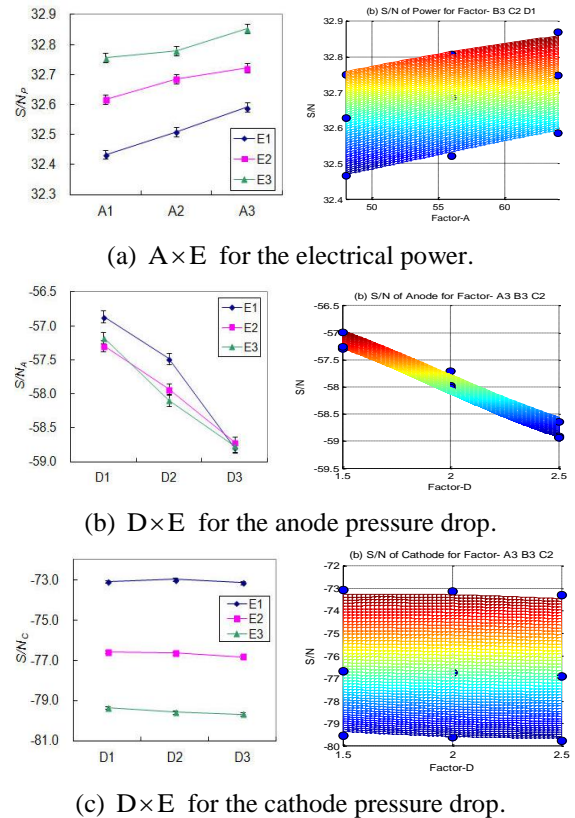 32.9
32.8
32.7
32.6
32.5
32.4
32.3
S/N_P
E1
E2
E3
A1 A2 A3
(b) S/N of Power for Factor- B3 C2 D1
32.9
32.8
32.7
32.6
32.5
32.4
S/N
50 55 60
Factor-A
(a) A×E for the electrical power.
-56.5
-57.0
-57.5
-58.0
-58.5
-59.0
S/N_A
E1
E2
E3
D1 D2 D3
(b) S/N of Anode for Factor- A3 B3 C2
-56.5
-57
-57.5
-58
-58.5
-59
-59.5
S/N
1.5 2 2.5
Factor-D
(b) D×E for the anode pressure drop.
-73.0
-75.0
-77.0
-79.0
-81.0
S/N_C
E1
E2
E3
D1 D2 D3
(b) S/N of Cathode for Factor- A3 B3 C2
-72
-73
-74
-75
-76
-77
-78
-79
-80
S/N
1.5 2 2.5
Factor-D
(c) D×E for the cathode pressure drop.